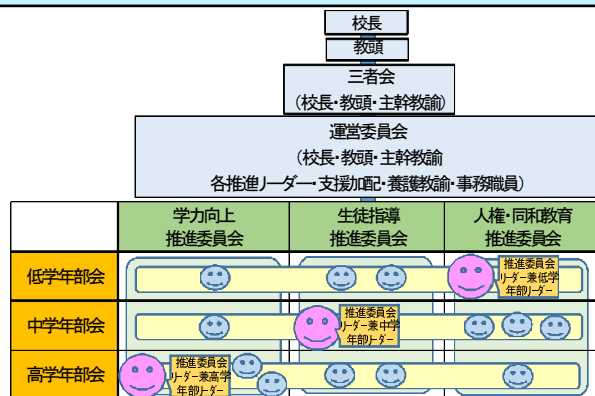 校長
教頭
三者会
（校長・教頭・主幹教諭）
運営委員会
（校長・教頭・主幹教諭
各推進リーダー・支援加配・養護教諭・事務職員）
学力向上
推進委員会
生徒指導
推進委員会
人権・同和教育
推進委員会
低学年部会
推進委員会
リーダー兼低学
年部リーダー
中学年部会
推進委員会
リーダー兼中学
年部リーダー
高学年部会
推進委員会
リーダー兼高学
年部リーダー